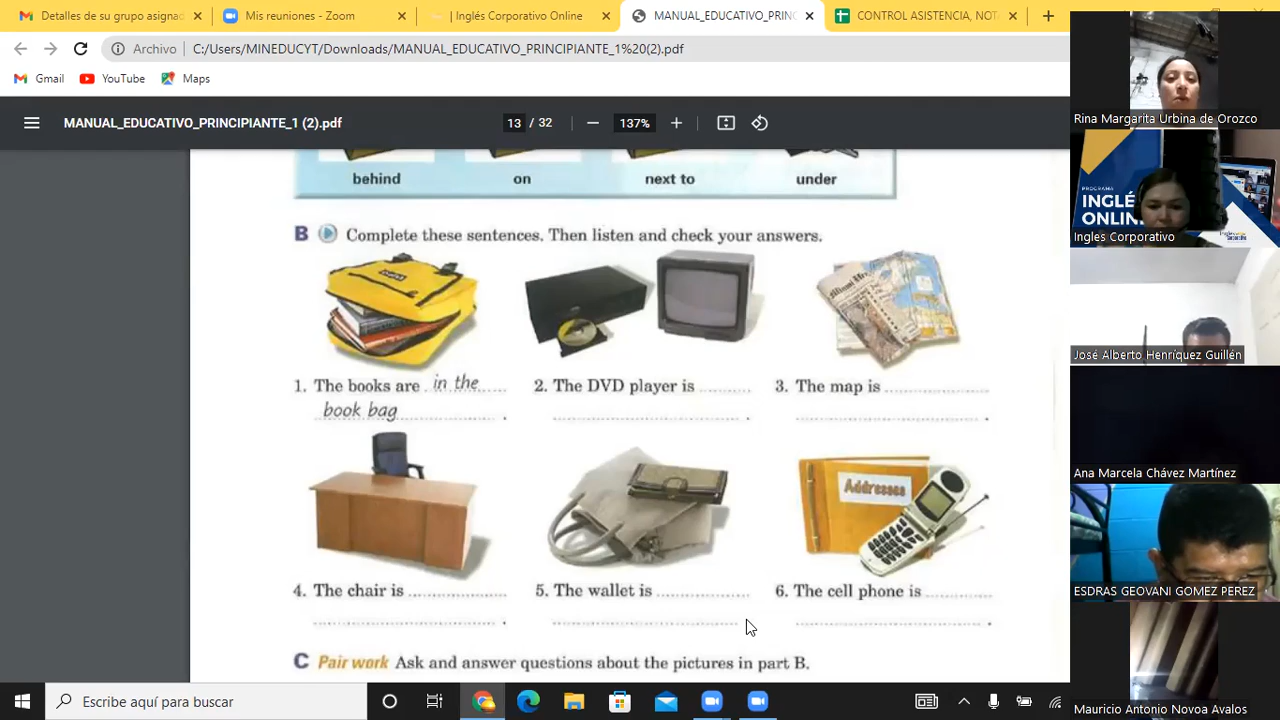 Detalles de su grupo asignad
Mis reuniones - Zoom
| Inglés Corporativo Online
MANUAL_EDUCATIVO_PRINC
CONTROL ASISTENCIA, NOT
Archivo
C:/Users/MINEDUCYT/Downloads/MANUAL_EDUCATIVO_PRINCIPIANTE_1%20(2).pdf
Gmail
YouTube
Maps
MANUAL_EDUCATIVO_PRINCIPIANTE_1 (2).pdf
13 / 32
137%
behind
on
next to
under
B Complete these sentences. Then listen and check your answers.
1. The books are in the
book bag .
2. The DVD player is
.
3. The map is
.
Addresses
4. The chair is
.
5. The wallet is
.
6. The cell phone is
.
C Pair work Ask and answer questions about the pictures in part B.
Escribe aquí para buscar
Rina Margarita Urbina de Orozco
PROGRAMA
INGLÉ
ONLIN
Ingles Corporativo
José Alberto Henríquez Guillén
Ana Marcela Chávez Martínez
ESDRAS GEOVANI GOMEZ PEREZ
Mauricio Antonio Novoa Avalos